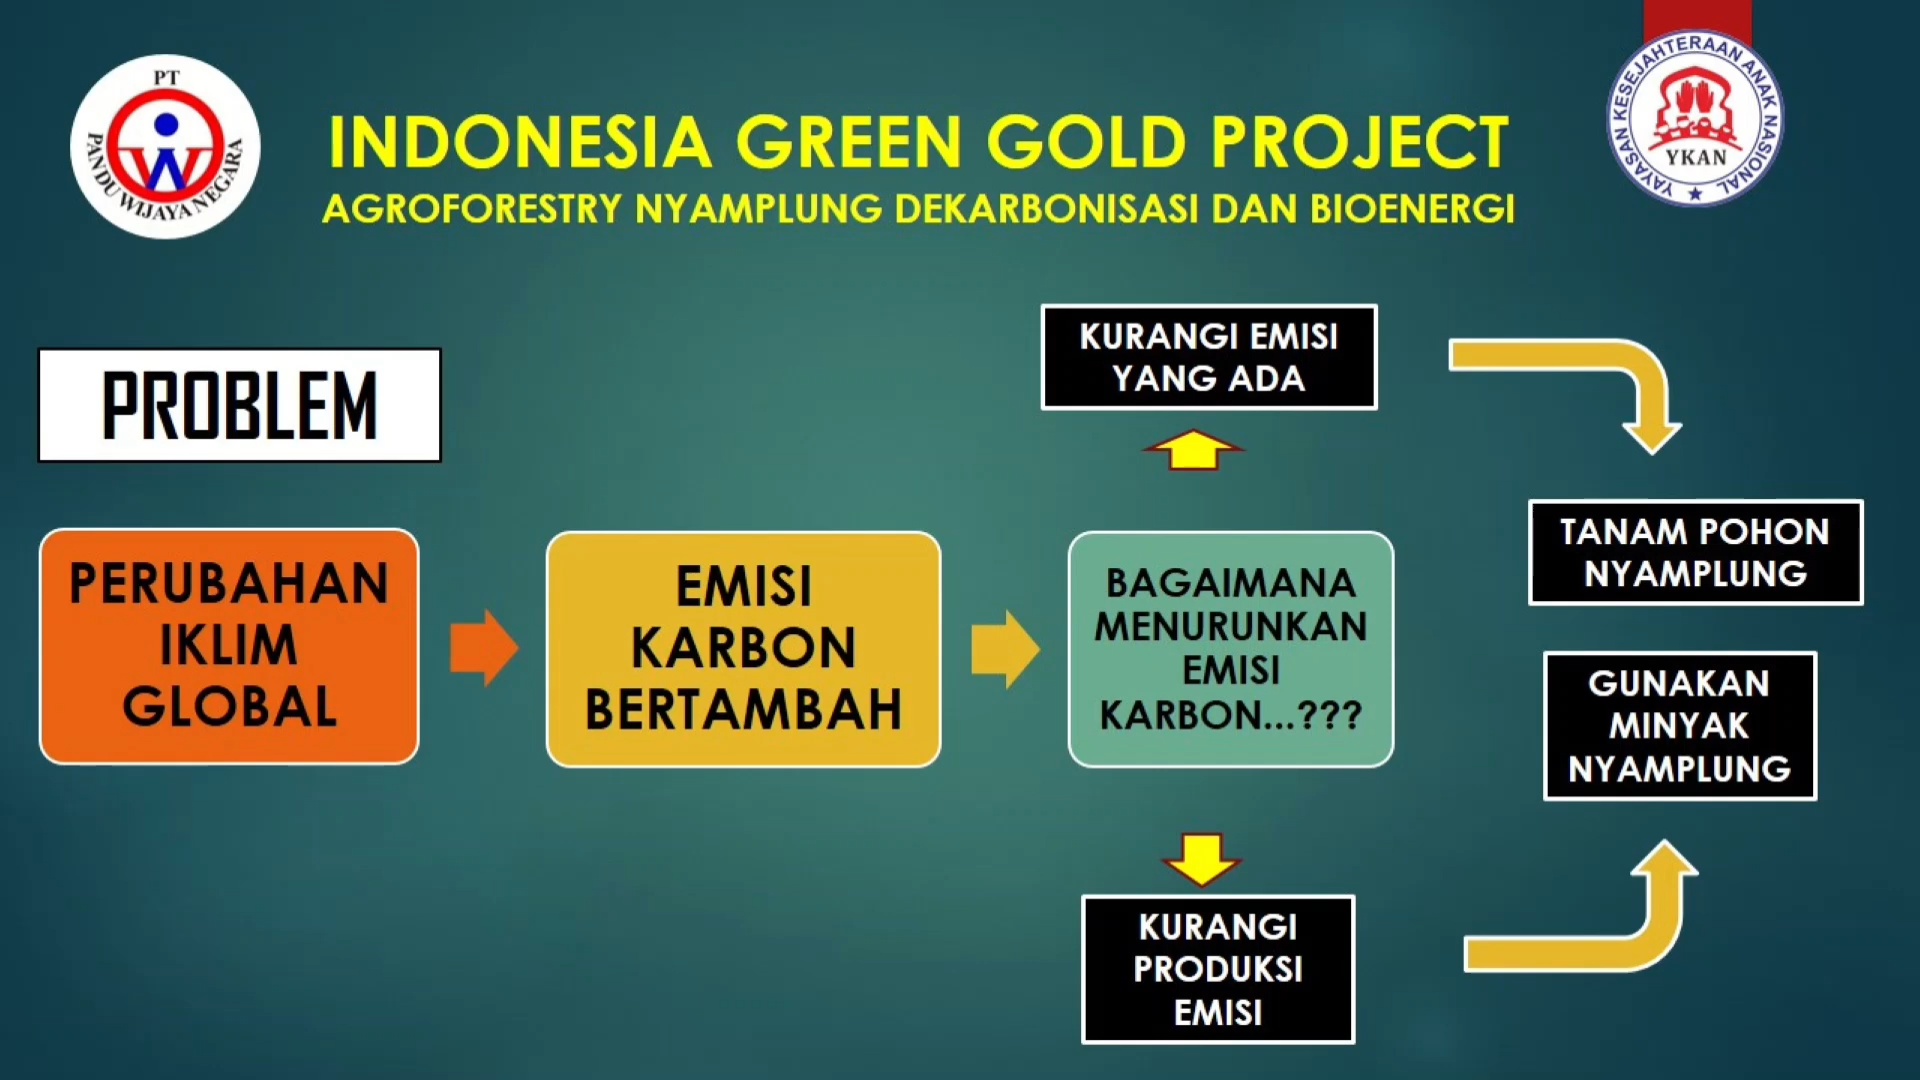 PT
PANDU WIJAYA NEGARA
INDONESIA GREEN GOLD PROJECT
AGROFORESTRY NYAMPLUNG DEKARBONISASI DAN BIOENERGI
YAYASAN KESEJAHTERAAN ANAK NASIONAL
YKAN
PROBLEM
PERUBAHAN
IKLIM
GLOBAL
EMISI
KARBON
BERTAMBAH
BAGAIMANA
MENURUNKAN
EMISI
KARBON...???
KURANGI EMISI
YANG ADA
TANAM POHON
NYAMPLUNG
KURANGI
PRODUKSI
EMISI
GUNAKAN
MINYAK
NYAMPLUNG